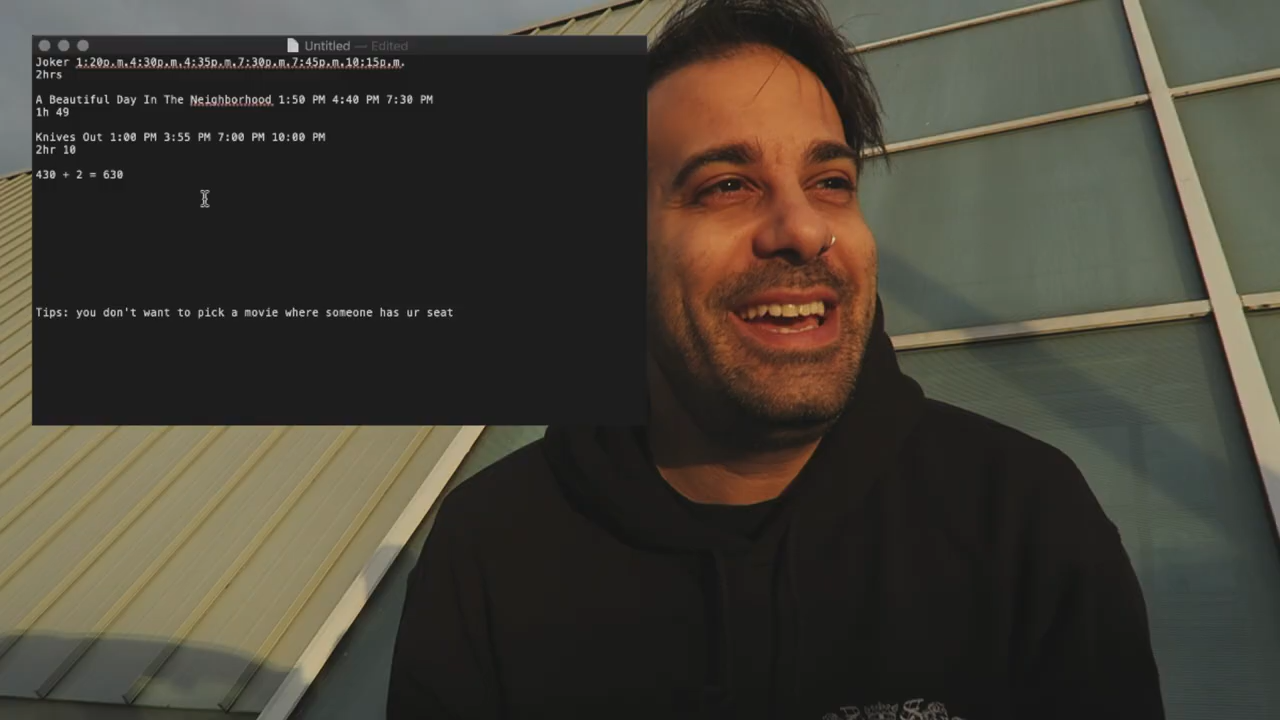 Untitled — Edited
Joker 1:20p.m.4:30p.m.4:35p.m.7:30p.m.7:45p.m.10:15p.m.
2hrs
A Beautiful Day In The Neighborhood 1:50 PM 4:40 PM 7:30 PM
1h 49
Knives Out 1:00 PM 3:55 PM 7:00 PM 10:00 PM
2hr 10
430 + 2 = 630
Tips: you don't want to pick a movie where someone has ur seat